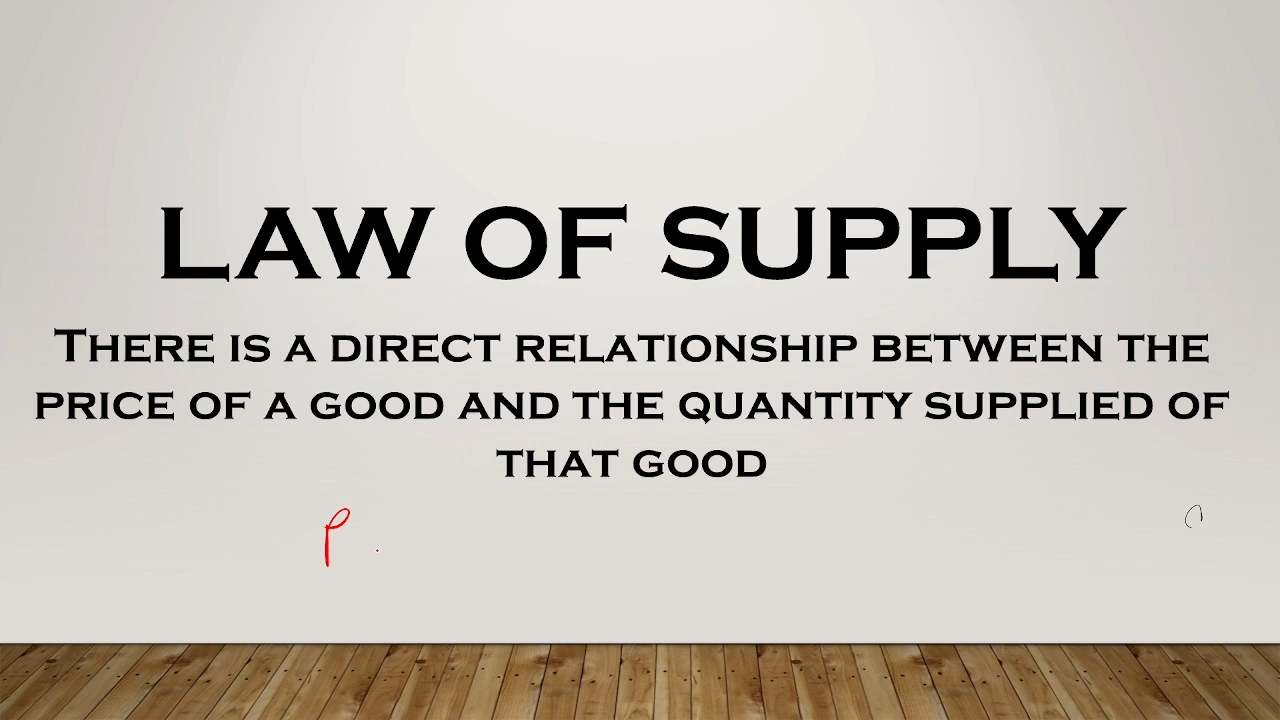 LAW OF SUPPLY
THERE IS A DIRECT RELATIONSHIP BETWEEN THE
PRICE OF A GOOD AND THE QUANTITY SUPPLIED OF
THAT GOOD
P